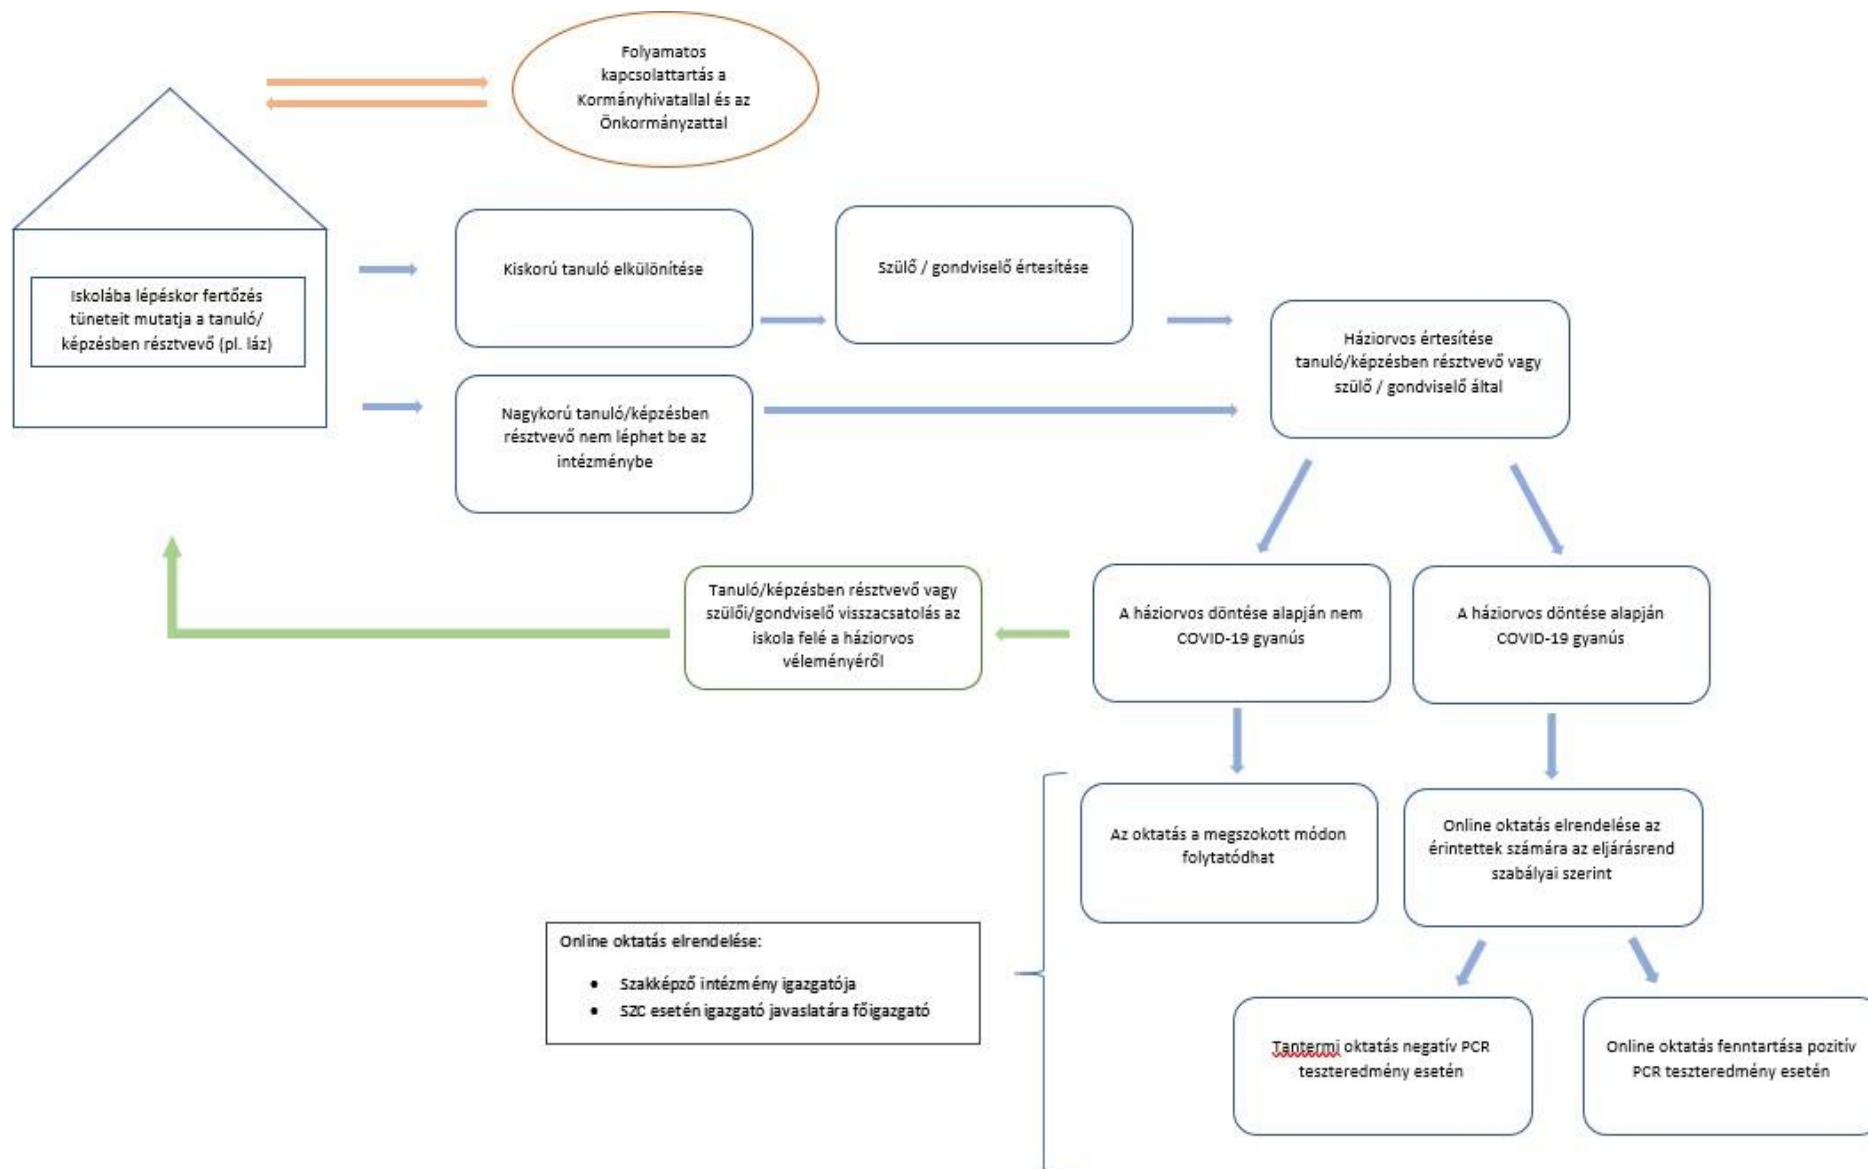 Folyamatos
kapcsolattartás a
Kormányhivatallal és az
Önkormányzattal
Iskolába lépéskor fertőzés
tüneteit mutatja a tanuló/
képzésben résztvevő (pl. láz)
Kiskorú tanuló elkülönítése
Szülő / gondviselő értesítése
Nagykorú tanuló/képzésben
résztvevő nem léphet be az
intézménybe
Háziorvos értesítése
tanuló/képzésben résztvevő vagy
szülő / gondviselő által
Tanuló/képzésben résztvevő vagy
szülői/gondviselő visszacsatolás az
iskola felé a háziorvos
véleményéről
A háziorvos döntése alapján nem
COVID-19 gyanús
A háziorvos döntése alapján
COVID-19 gyanús
Az oktatás a megszokott módon
folytatódhat
Online oktatás elrendelése az
érintettek számára az eljárásrend
szabályai szerint
Online oktatás elrendelése:
• Szakképző intézmény igazgatója
• SZC esetén igazgató javaslatára főigazgató
Tantermi oktatás negatív PCR
teszteredmény esetén
Online oktatás fenntartása pozitív
PCR teszteredmény esetén